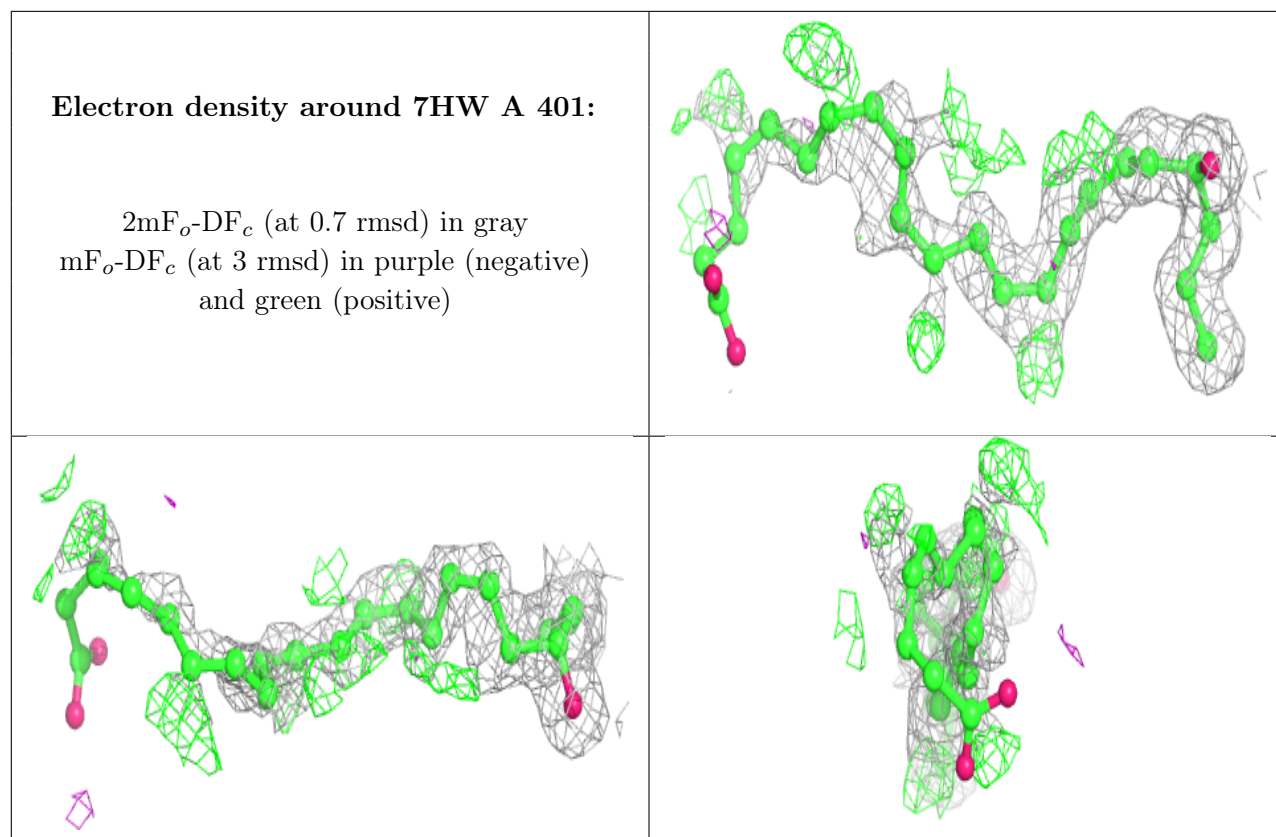 Electron density around 7HW A 401:
2mFo-DFc (at 0.7 rmsd) in gray
mFo-DFc (at 3 rmsd) in purple (negative)
and green (positive)